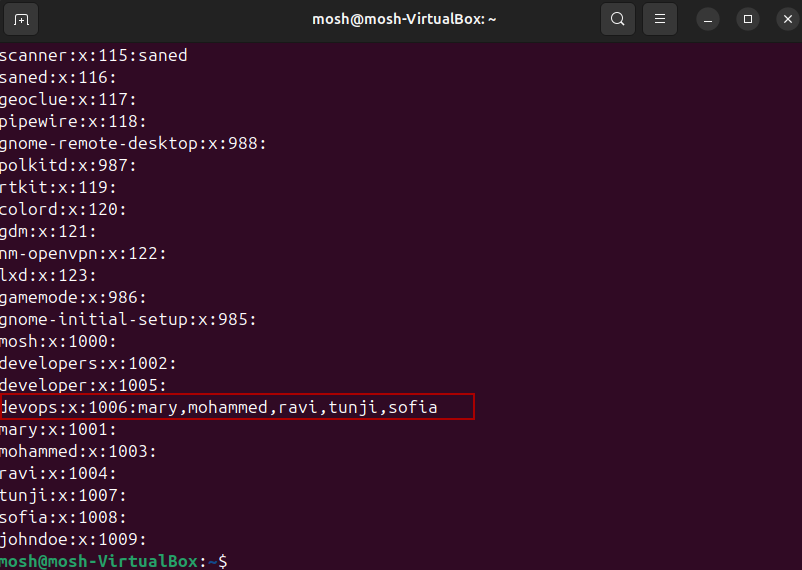 mosh@mosh-VirtualBox: ~
scanner:x:115:saned
saned:x:116:
geoclue:x:117:
pipewire:x:118:
gnome-remote-desktop:x:988:
polkitd:x:987:
rtkit:x:119:
colord:x:120:
gdm:x:121:
nm-openvpn:x:122:
lxd:x:123:
gamemode:x:986:
gnome-initial-setup:x:985:
mosh:x:1000:
developers:x:1002:
developer:x:1005:
devops:x:1006:mary,mohammed,ravi,tunji,sofia
mary:x:1001:
mohammed:x:1003:
ravi:x:1004:
tunji:x:1007:
sofia:x:1008:
johndoe:x:1009:
mosh@mosh-VirtualBox:~$